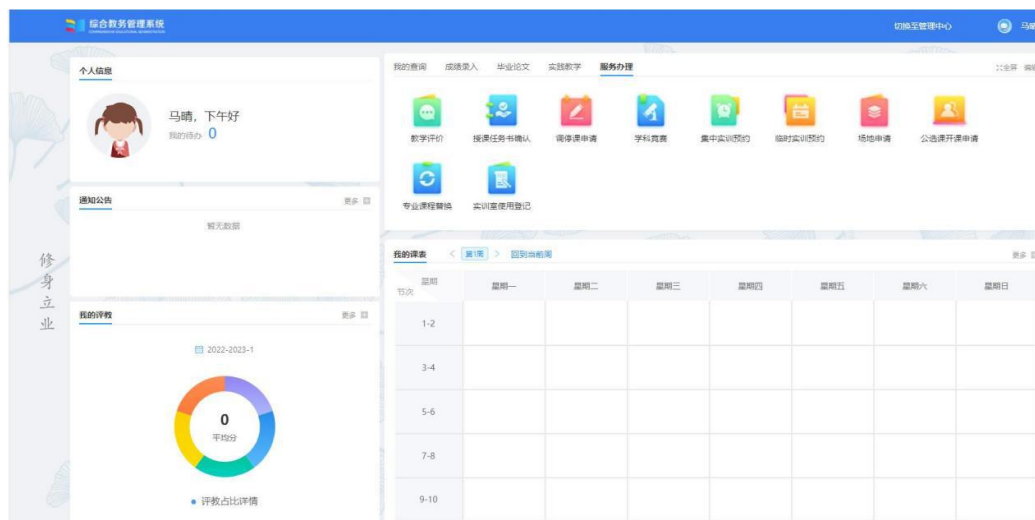 综合教务管理系统
切换至管理中心
马晴
个人信息
马晴，下午好
我的待办 0
通知公告
更多
暂无数据
修身立业
我的评教
更多
2022-2023-1
0
平均分
评教占比详情
我的查询 成绩录入 毕业论文 实践教学 服务办理
全屏 编辑
教学评价 授课任务书确认 调停课申请 学科竞赛 集中实训预约 临时实训预约 场地申请 公选课开课申请
专业课程替换 实训室使用登记
我的课表 < 第1周 > 回到当前周
更多
星期
节次
星期一 星期二 星期三 星期四 星期五 星期六 星期日
1-2
3-4
5-6
7-8
9-10